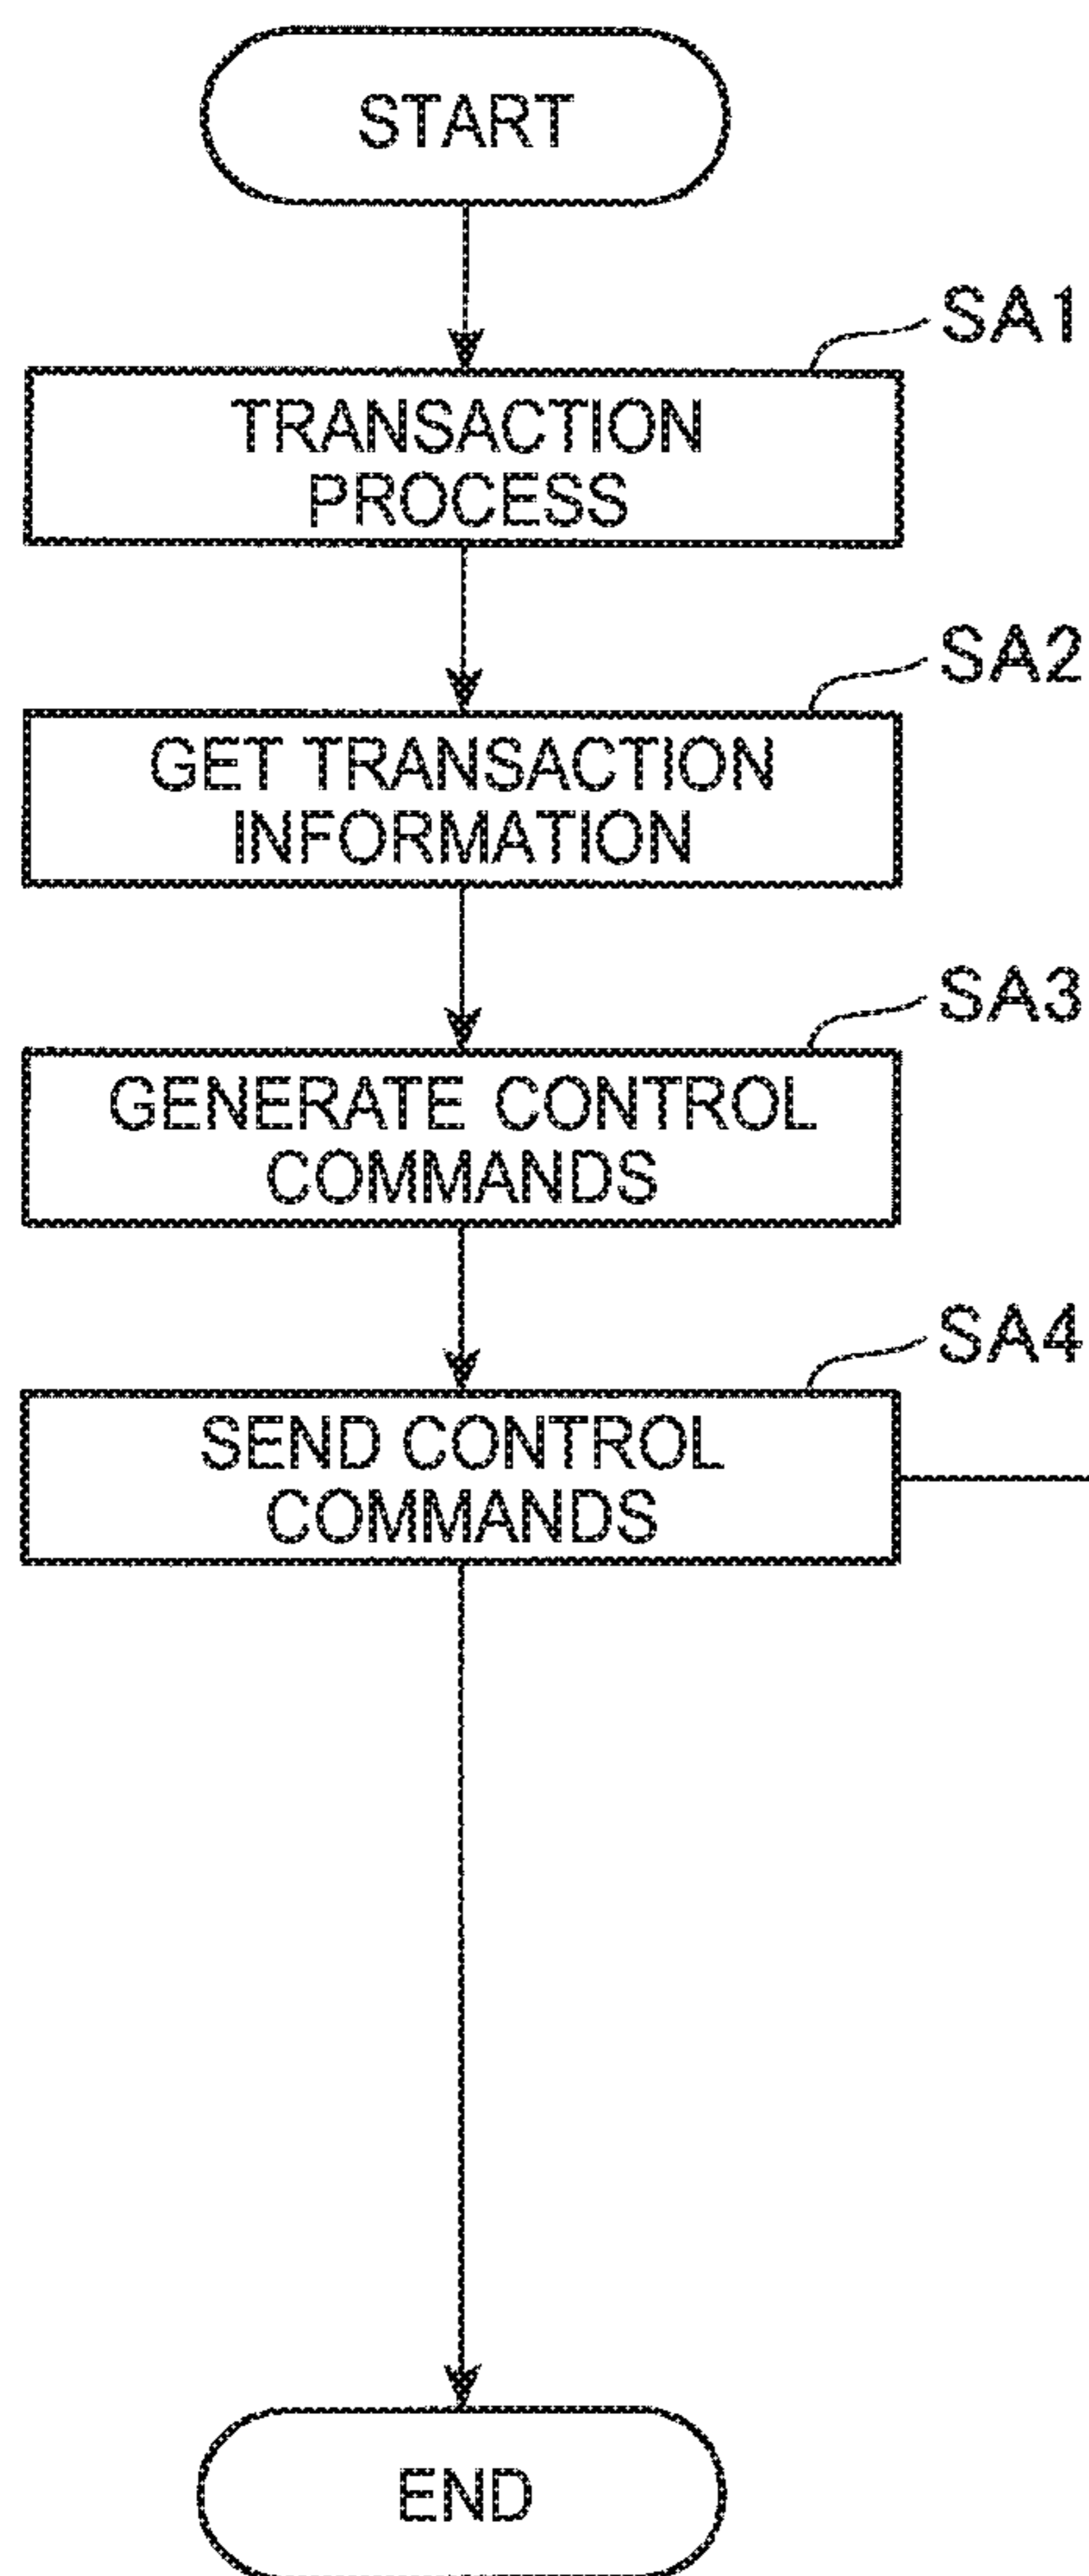 START
SA1
TRANSACTION
PROCESS
SA2
GET TRANSACTION
INFORMATION
SA3
GENERATE CONTROL
COMMANDS
SA4
SEND CONTROL
COMMANDS
END